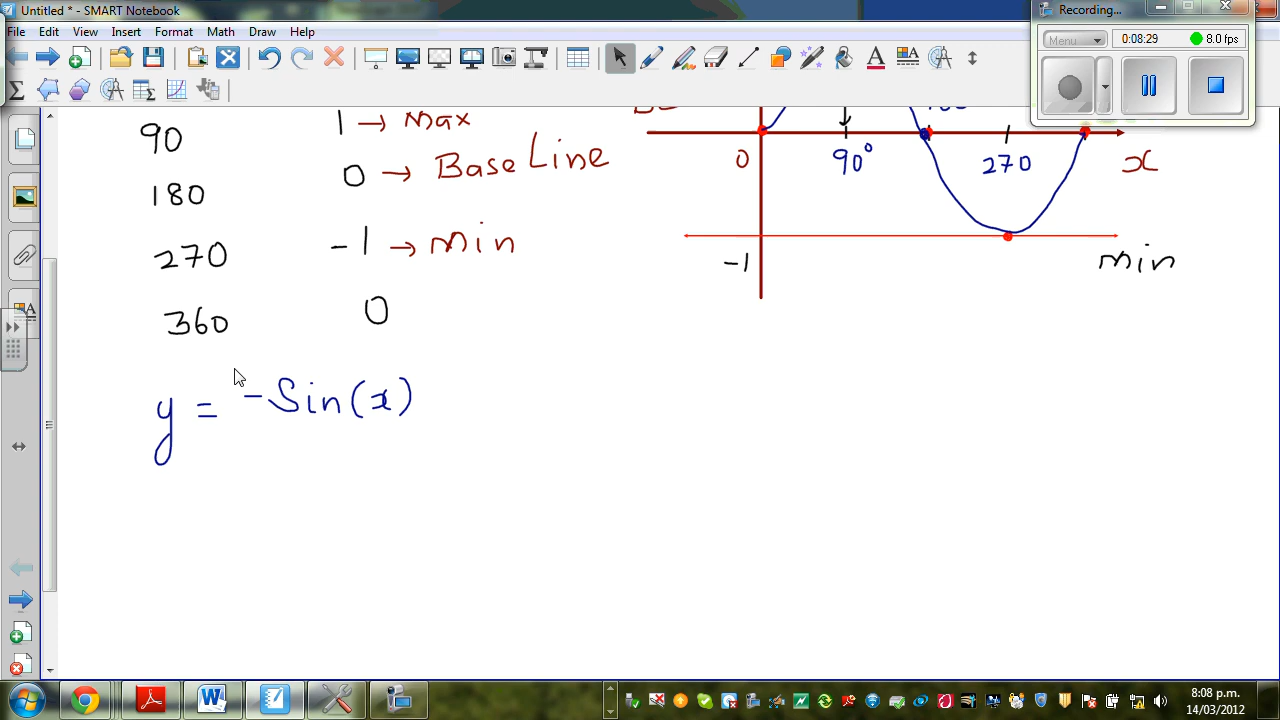 Untitled * - SMART Notebook
File Edit View Insert Format Math Draw Help
Recording...
Menu 0:08:29 8.0 fps
90 1 → Max
180 0 → Base Line
270 -1 → min
360 0
y = -Sin(x)
0 90° 270 x
-1 min
8:08 p.m.
14/03/2012